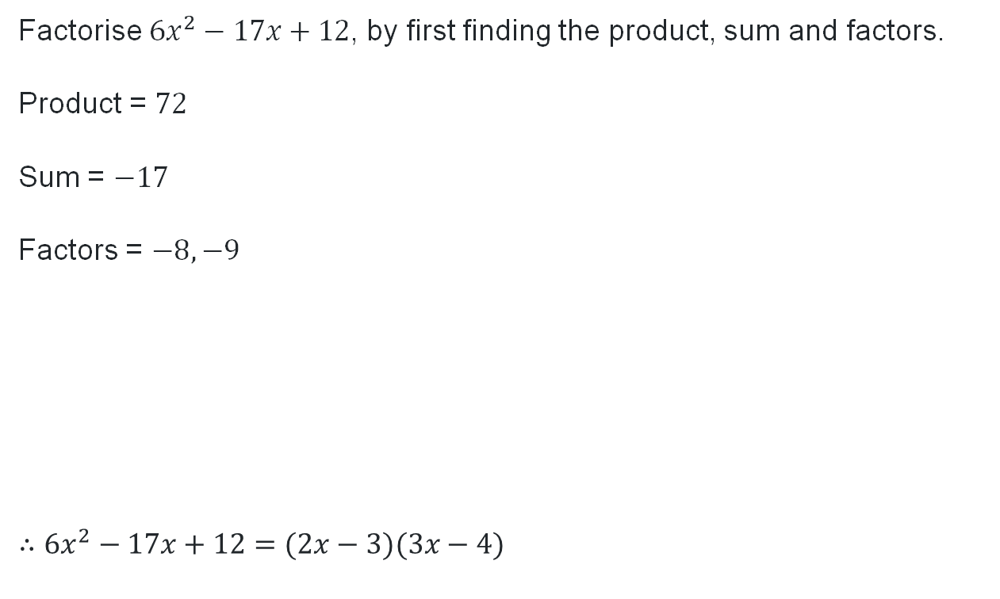 Factorise 6x² − 17x + 12, by first finding the product, sum and factors.
Product = 72
Sum = −17
Factors = −8, −9
∴ 6x² − 17x + 12 = (2x − 3)(3x − 4)